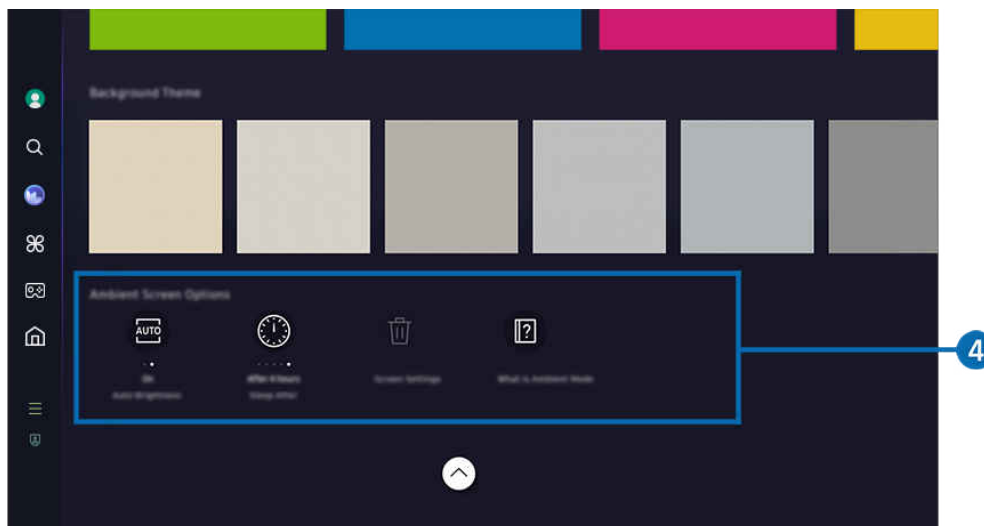 Background Theme
Ambient Screen Options
AUTO
?
On
After 4 hours
Screen Settings
What is Ambient Mode
Auto Brightness
Sleep After
4